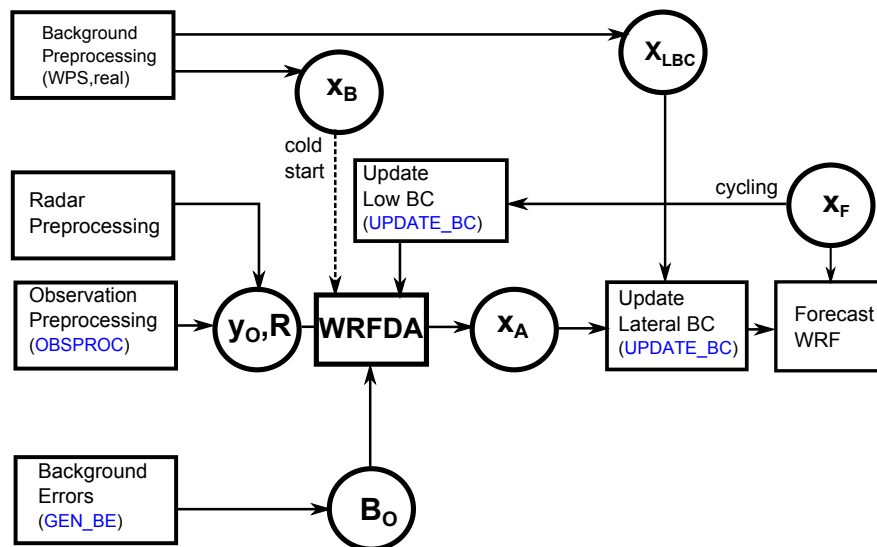 Background
Preprocessing
(WPS,real)
xB
XLBC
cold
start
Update
Low BC
(UPDATE_BC)
cycling
xF
Radar
Preprocessing
Observation
Preprocessing
(OBSPROC)
yO,R
WRFDA
xA
Update
Lateral BC
(UPDATE_BC)
Forecast
WRF
Background
Errors
(GEN_BE)
BO